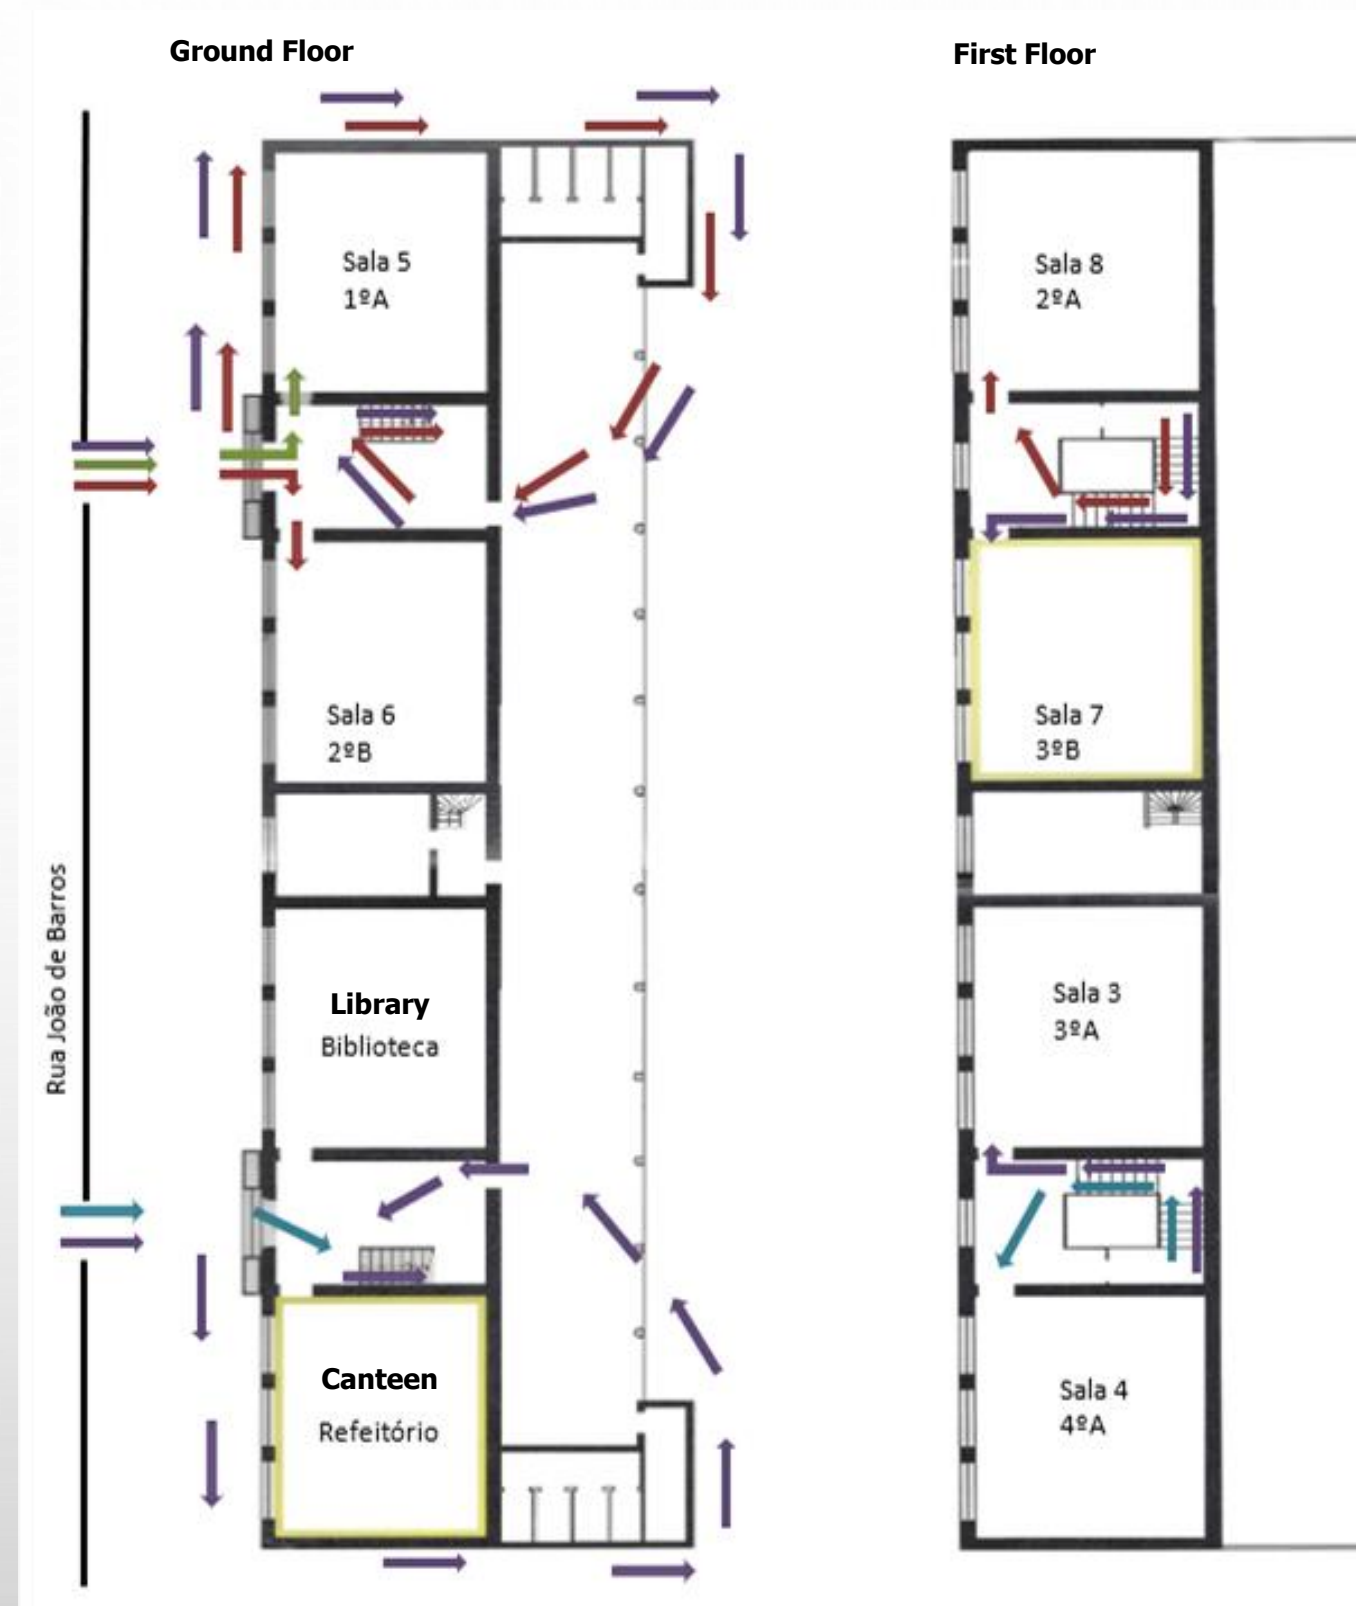 Ground Floor
First Floor
Sala 5
1ºA
Sala 8
2ºA
Sala 6
2ºB
Sala 7
3ºB
Rua João de Barros
Library
Biblioteca
Sala 3
3ºA
Canteen
Refeitório
Sala 4
4ºA